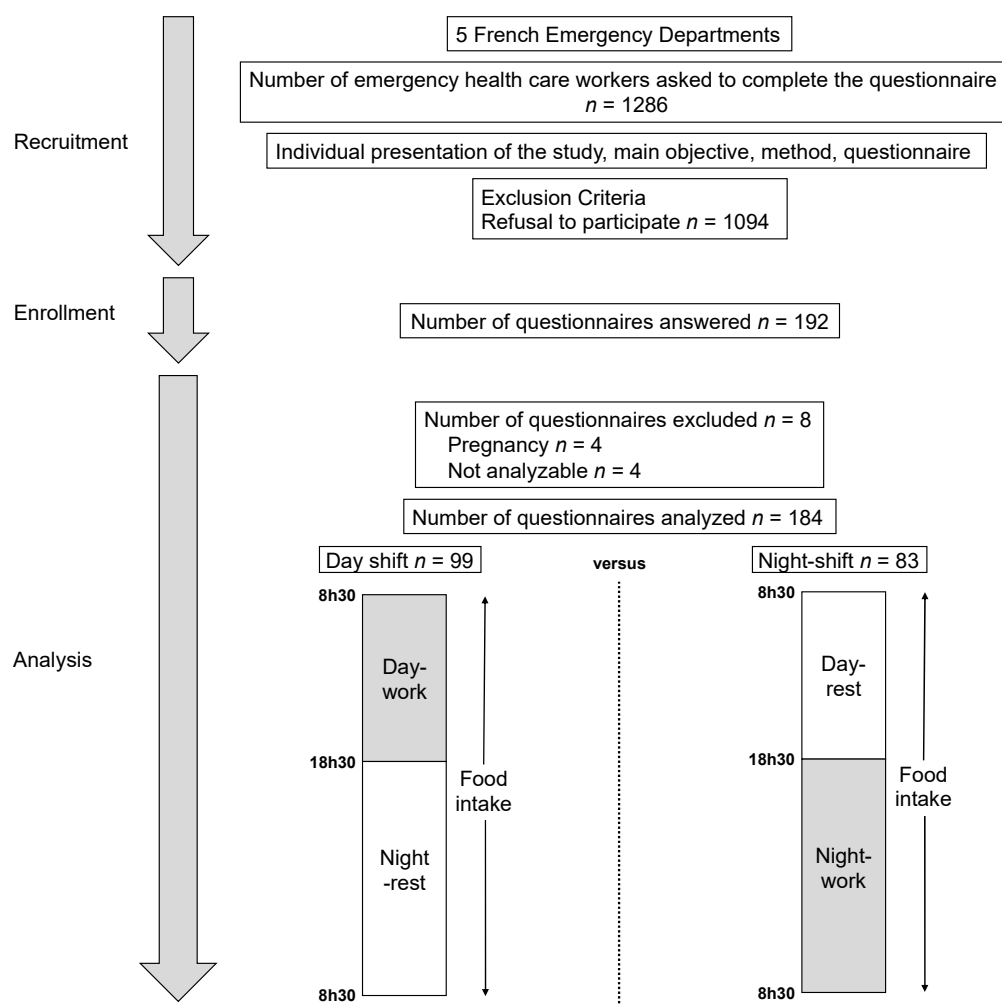 5 French Emergency Departments
Number of emergency health care workers asked to complete the questionnaire
n = 1286
Recruitment
Individual presentation of the study, main objective, method, questionnaire
Exclusion Criteria
Refusal to participate n = 1094
Enrollment
Number of questionnaires answered n = 192
Number of questionnaires excluded n = 8
Pregnancy n = 4
Not analyzable n = 4
Number of questionnaires analyzed n = 184
Day shift n = 99
versus
Night-shift n = 83
Analysis
8h30
Day-
work
18h30
Food
intake
Night
-rest
8h30
8h30
Day-
rest
18h30
Food
intake
Night-
work
8h30